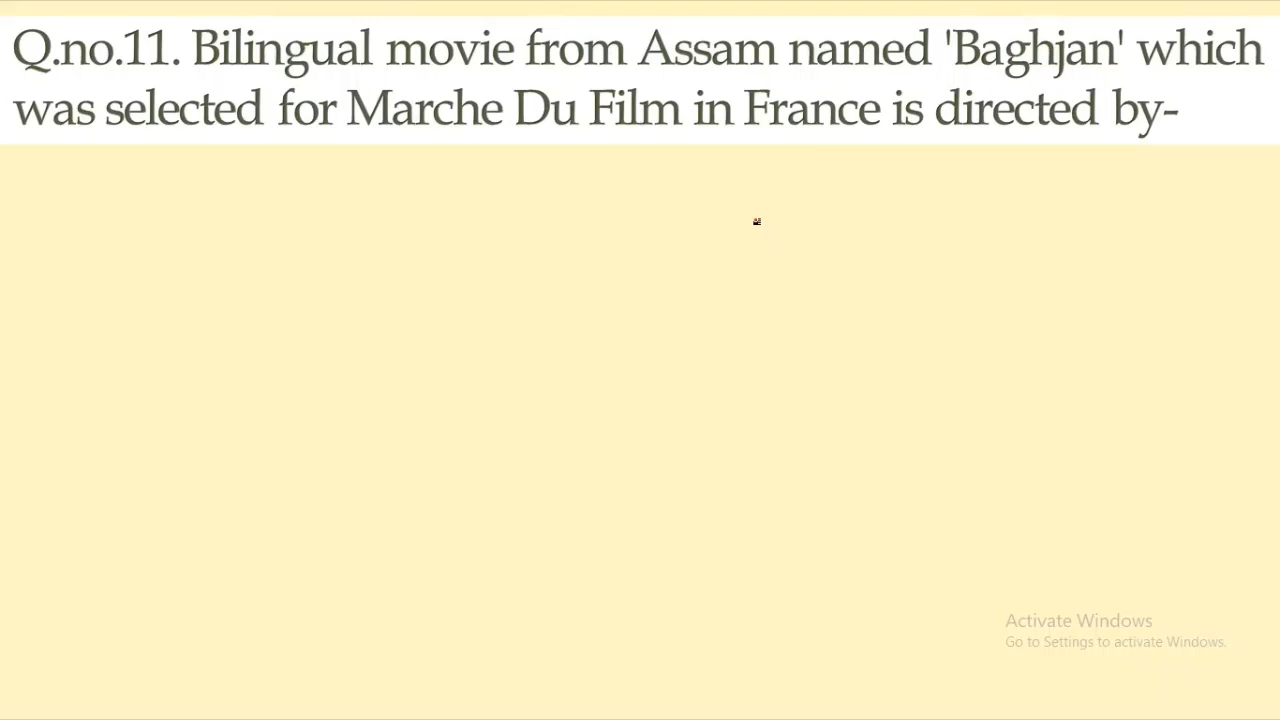 Q.no.11. Bilingual movie from Assam named 'Baghjan' which
was selected for Marche Du Film in France is directed by-
Activate Windows
Go to Settings to activate Windows.